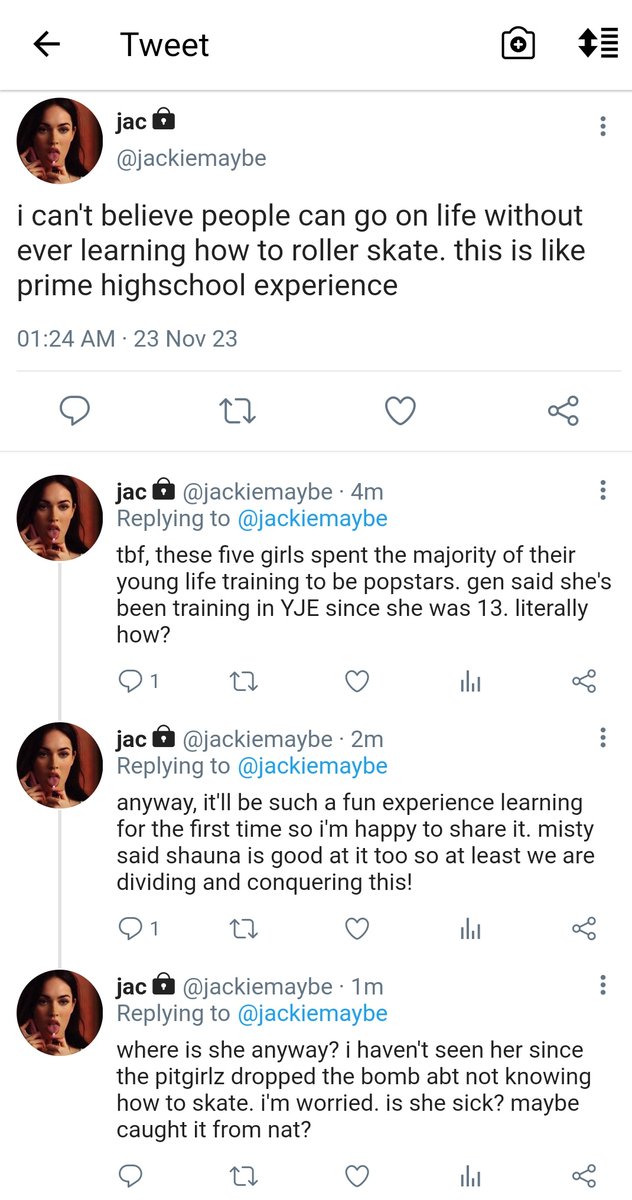 Tweet
jac
@jackiemaybe
i can't believe people can go on life without
ever learning how to roller skate. this is like
prime highschool experience
01:24 AM · 23 Nov 23
jac @jackiemaybe · 4m
Replying to @jackiemaybe
tbf, these five girls spent the majority of their
young life training to be popstars. gen said she's
been training in YJE since she was 13. literally
how?
1
jac @jackiemaybe · 2m
Replying to @jackiemaybe
anyway, it'll be such a fun experience learning
for the first time so i'm happy to share it. misty
said shauna is good at it too so at least we are
dividing and conquering this!
1
jac @jackiemaybe · 1m
Replying to @jackiemaybe
where is she anyway? i haven't seen her since
the pitgirlz dropped the bomb abt not knowing
how to skate. i'm worried. is she sick? maybe
caught it from nat?